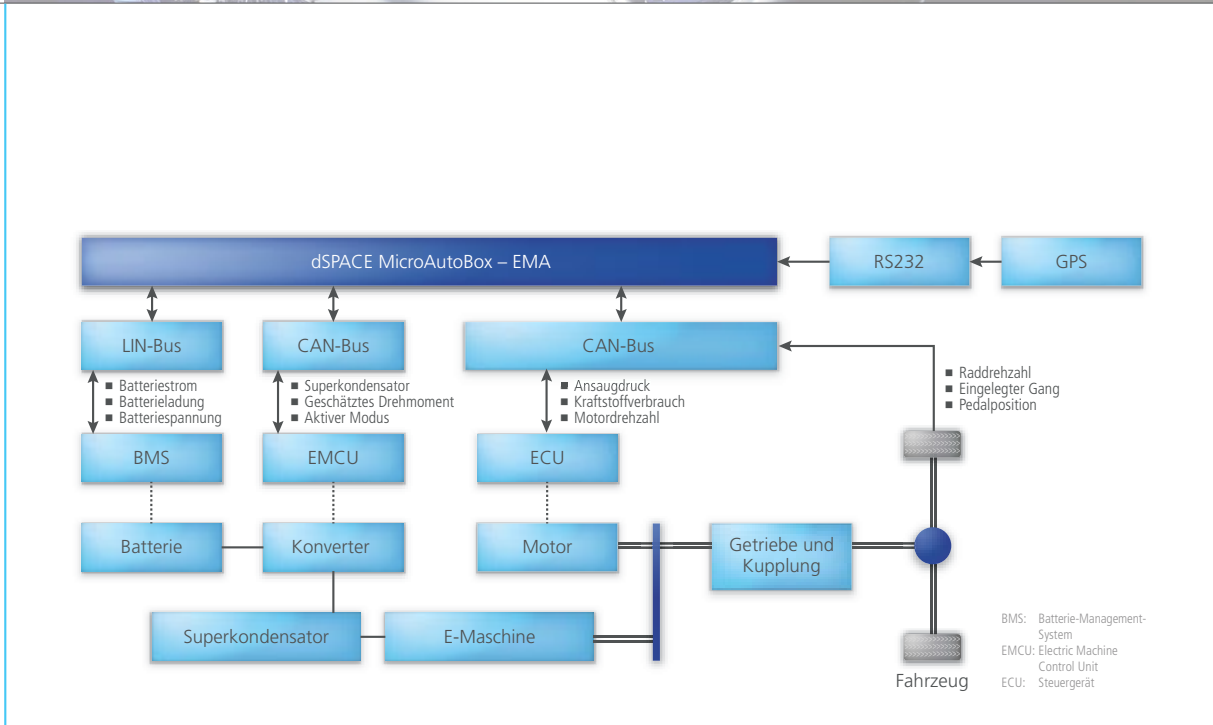 dSPACE MicroAutoBox – EMA
RS232
GPS
LIN-Bus
CAN-Bus
CAN-Bus
■ Batteriestrom
■ Batterieladung
■ Batteriespannung
■ Superkondensator
■ Geschätztes Drehmoment
■ Aktiver Modus
■ Ansaugdruck
■ Kraftstoffverbrauch
■ Motordrehzahl
■ Raddrehzahl
■ Eingelegter Gang
■ Pedalposition
BMS
EMCU
ECU
Batterie
Konverter
Motor
Getriebe und
Kupplung
Superkondensator
E-Maschine
Fahrzeug
BMS: Batterie-Management-
System
EMCU: Electric Machine
Control Unit
ECU: Steuergerät